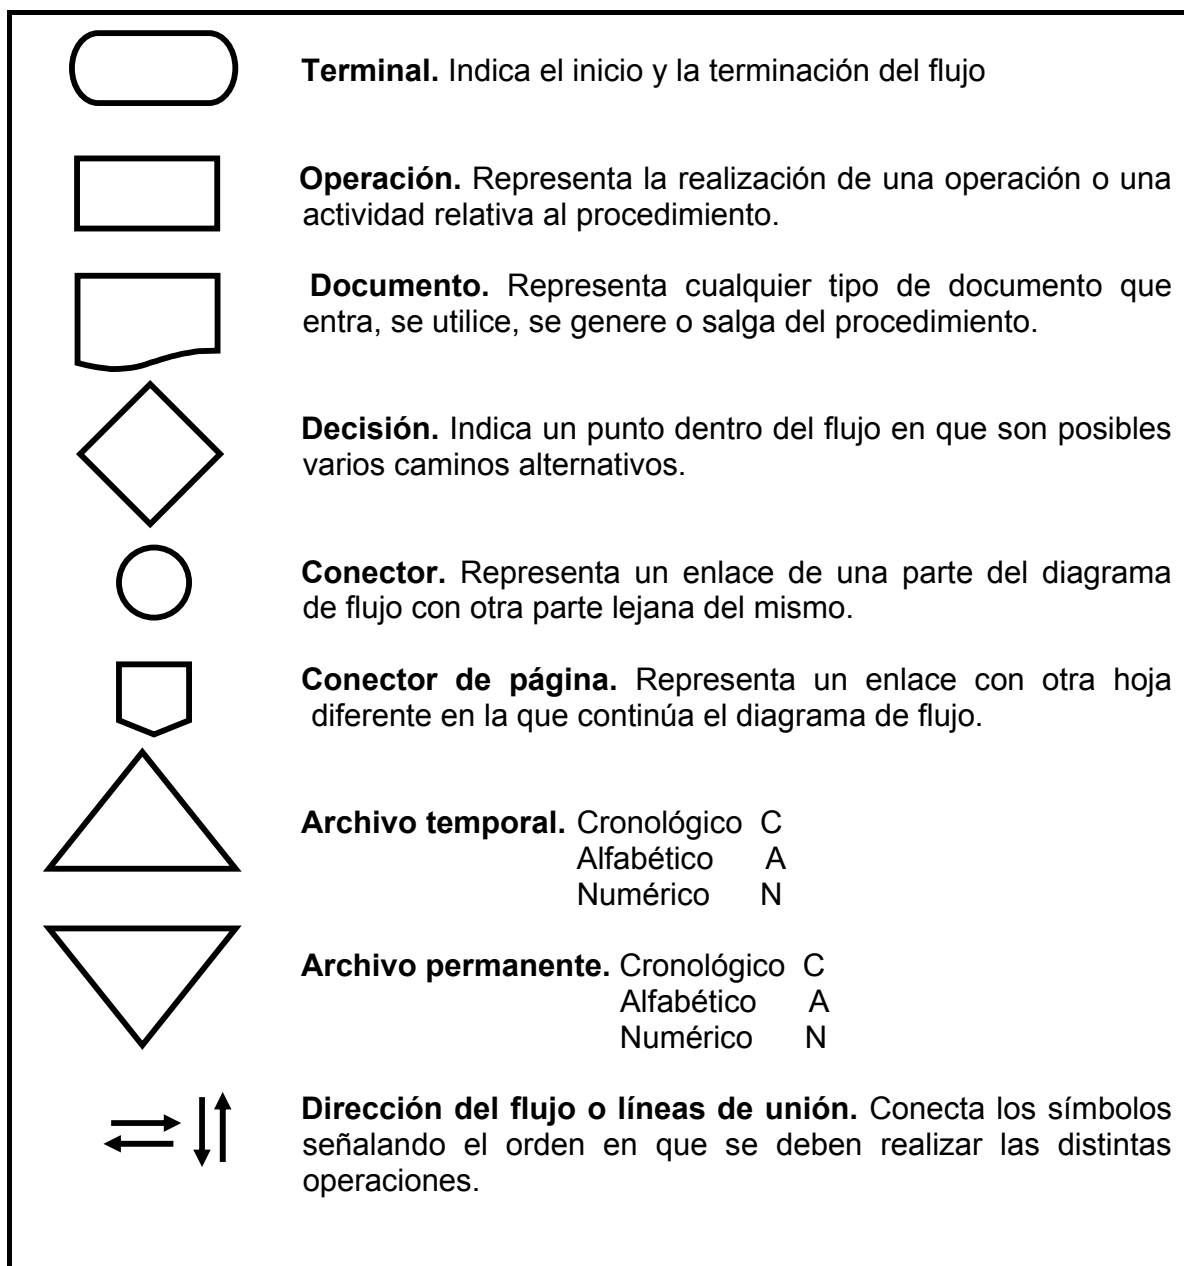 Terminal. Indica el inicio y la terminación del flujo
Operación. Representa la realización de una operación o una
actividad relativa al procedimiento.
Documento. Representa cualquier tipo de documento que
entra, se utilice, se genere o salga del procedimiento.
Decisión. Indica un punto dentro del flujo en que son posibles
varios caminos alternativos.
Conector. Representa un enlace de una parte del diagrama
de flujo con otra parte lejana del mismo.
Conector de página. Representa un enlace con otra hoja
diferente en la que continúa el diagrama de flujo.
Archivo temporal. Cronológico C
Alfabético A
Numérico N
Archivo permanente. Cronológico C
Alfabético A
Numérico N
Dirección del flujo o líneas de unión. Conecta los símbolos
señalando el orden en que se deben realizar las distintas
operaciones.